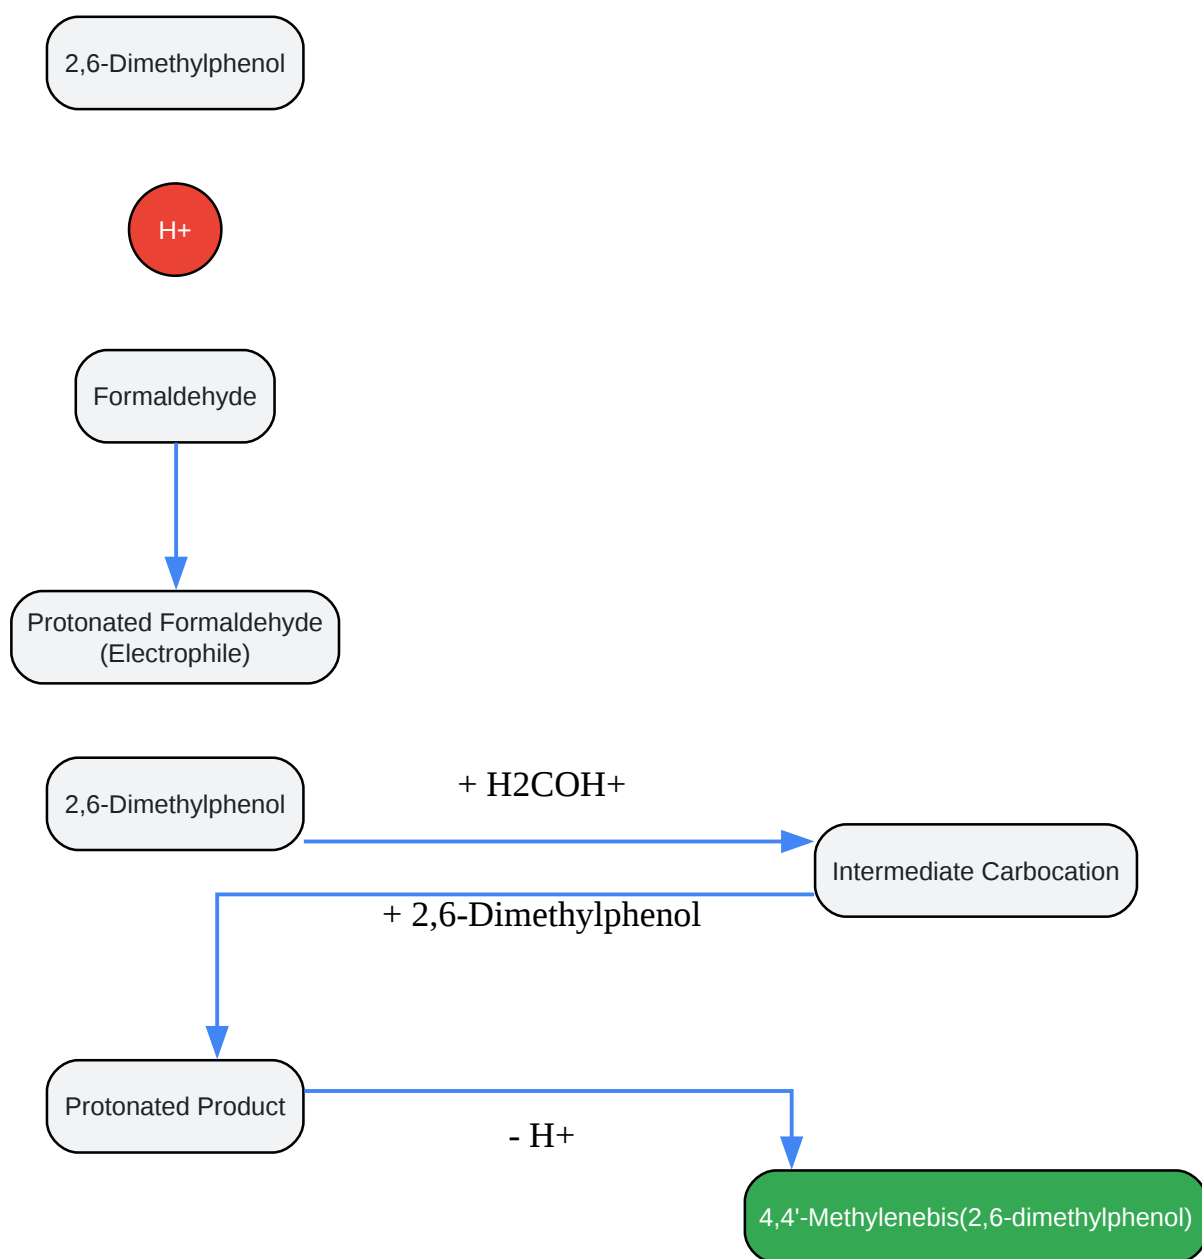 2,6-Dimethylphenol
H+
Formaldehyde
Protonated Formaldehyde
(Electrophile)
2,6-Dimethylphenol
+ H2COH+
Intermediate Carbocation
+ 2,6-Dimethylphenol
Protonated Product
- H+
4,4'-Methylenebis(2,6-dimethylphenol)